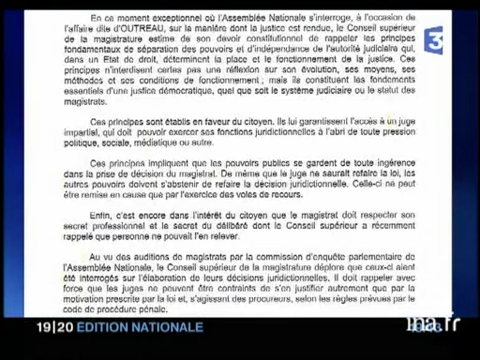 En ce moment exceptionnel où l'Assemblée Nationale s'interroge, à l'occasion de
l'affaire dite d'OUTREAU, sur la manière dont la justice est rendue, le Conseil supérieur
de la magistrature estime de son devoir constitutionnel de rappeler les principes
fondamentaux de séparation des pouvoirs et d'indépendance de l'autorité judiciaire qui,
dans un Etat de droit, déterminent la place et le fonctionnement de la justice. Ces
principes n'interdisent certes pas une réflexion sur son évolution, ses moyens, ses
méthodes et ses conditions de fonctionnement ; mais ils constituent les fondements
essentiels d'une justice démocratique, quel que soit le système judiciaire ou le statut des
magistrats.
Ces principes sont établis en faveur du citoyen. Ils lui garantissent l'accès à un juge
impartial, qui doit pouvoir exercer ses fonctions juridictionnelles à l'abri de toute pression
politique, sociale, médiatique ou autre.
Ces principes impliquent que les pouvoirs publics se gardent de toute ingérence
dans la prise de décision du magistrat. De même que le juge ne saurait refaire la loi, les
autres pouvoirs doivent s'abstenir de refaire la décision juridictionnelle. Celle-ci ne peut
être remise en cause que par l'exercice des voies de recours.
Enfin, c'est encore dans l'intérêt du citoyen que le magistrat doit respecter son
secret professionnel et le secret du délibéré dont le Conseil supérieur a récemment
rappelé que personne ne pouvait l'en relever.
Au vu des auditions de magistrats par la commission d'enquête parlementaire de
l'Assemblée Nationale, le Conseil supérieur de la magistrature déplore que ceux-ci aient
été interrogés sur l'élaboration de leurs décisions juridictionnelles. Il doit rappeler avec
force que les juges ne peuvent être contraints de s'en justifier autrement que par la
motivation prescrite par la loi et, s'agissant des procureurs, selon les règles prévues par le
code de procédure pénale.
3
19|20 EDITION NATIONALE
ina.fr